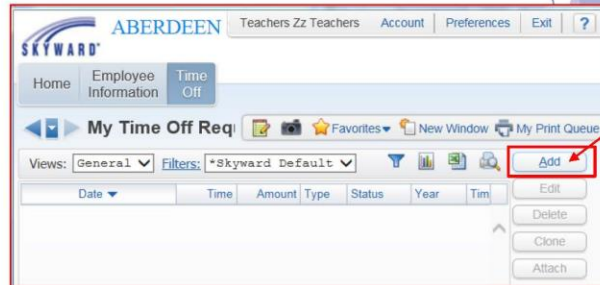 ABERDEEN Teachers Zz Teachers Account Preferences Exit ?
SKYWARD®
Home Employee Information Time Off
My Time Off Req Favorites New Window My Print Queue
Views: General Filters: *Skyward Default Add
Date Time Amount Type Status Year Tim Edit
Delete
Clone
Attach